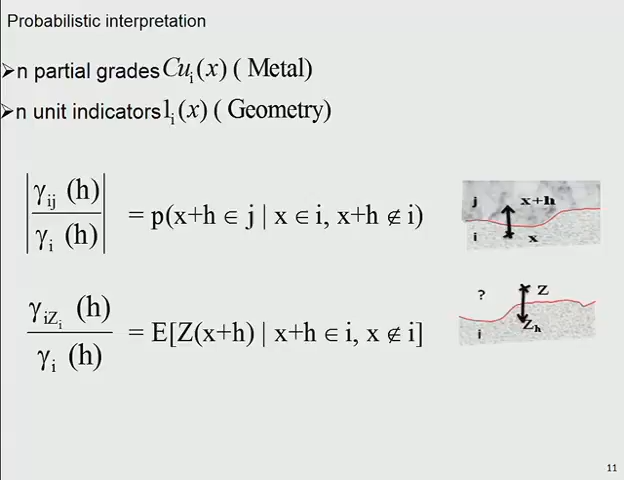 Probabilistic interpretation
➢n partial grades Cuᵢ(x) ( Metal)
➢n unit indicators 1ᵢ(x) ( Geometry)
|γij (h) / γi (h)| = p(x+h ∈ j | x ∈ i, x+h ∉ i)
j x+h
i x
γiZi (h) / γi (h) = E[Z(x+h) | x+h ∈ i, x ∉ i]
? Z
i Zh
11